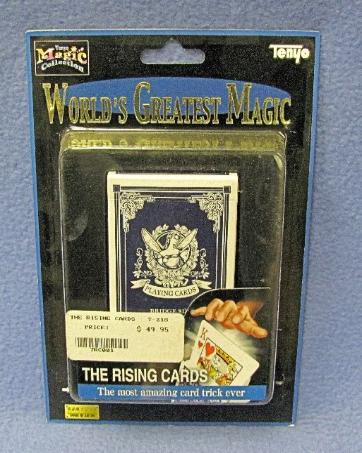 Tenyo
Magic
Collection
Tenyo
WORLD'S GREATEST MAGIC
PLAYING CARDS
THE RISING CARDS T-218
PRICE: $ 49.95
THE RISING CARDS
The most amazing card trick ever